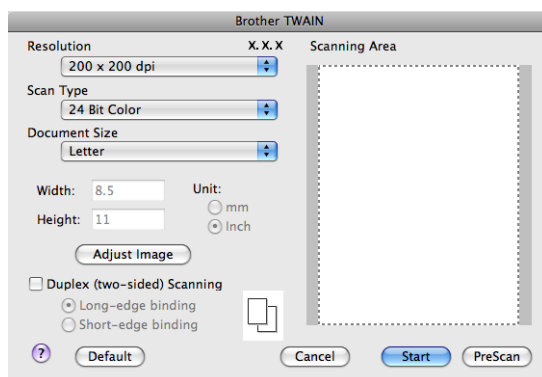 Brother TWAIN
Resolution
X. X. X
200 x 200 dpi
Scan Type
24 Bit Color
Document Size
Letter
Width: 8.5
Height: 11
Unit:
mm
Inch
Adjust Image
Duplex (two-sided) Scanning
Long-edge binding
Short-edge binding
Scanning Area
?
Default
Cancel
Start
PreScan